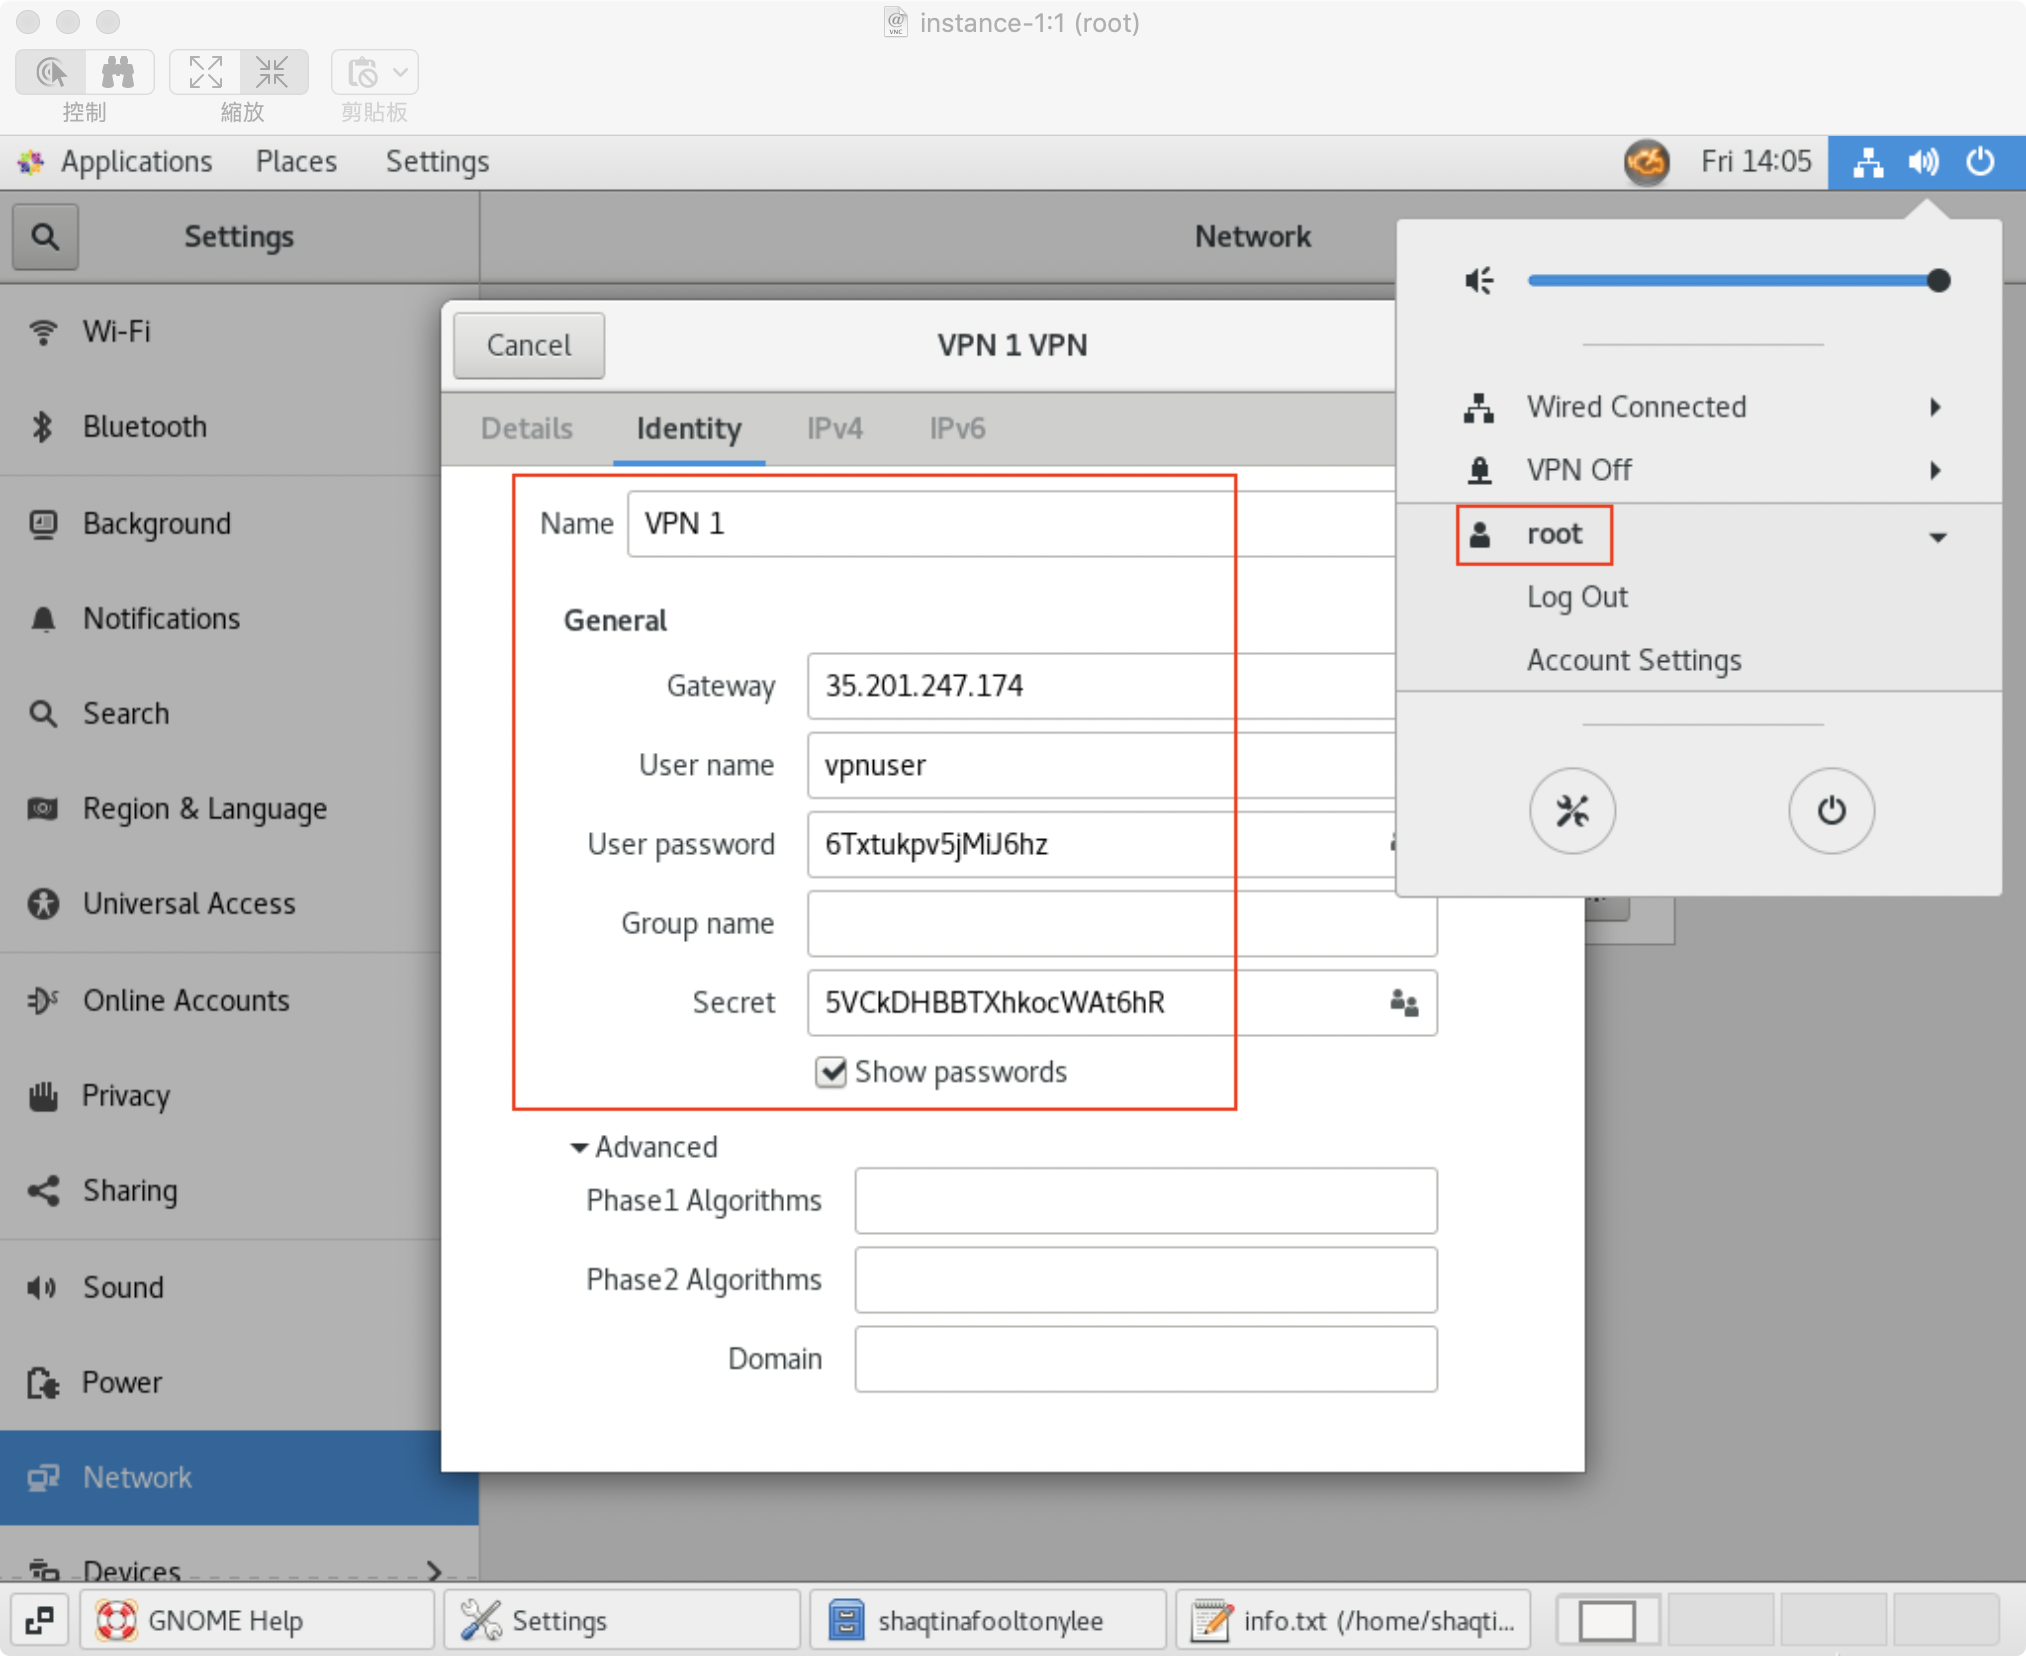 instance-1:1 (root)
控制
縮放
剪貼板
Applications Places Settings
Fri 14:05
Settings
Network
Wi-Fi
Bluetooth
Background
Notifications
Search
Region & Language
Universal Access
Online Accounts
Privacy
Sharing
Sound
Power
Network
Devices
Cancel
VPN 1 VPN
Details Identity IPv4 IPv6
Name VPN 1
General
Gateway 35.201.247.174
User name vpnuser
User password 6Txtukpv5jMiJ6hz
Group name
Secret 5VCkDHBBTXhkocWAt6hR
Show passwords
Advanced
Phase1 Algorithms
Phase2 Algorithms
Domain
Wired Connected
VPN Off
root
Log Out
Account Settings
GNOME Help
Settings
shaqtinafooltonylee
info.txt (/home/shaqti...